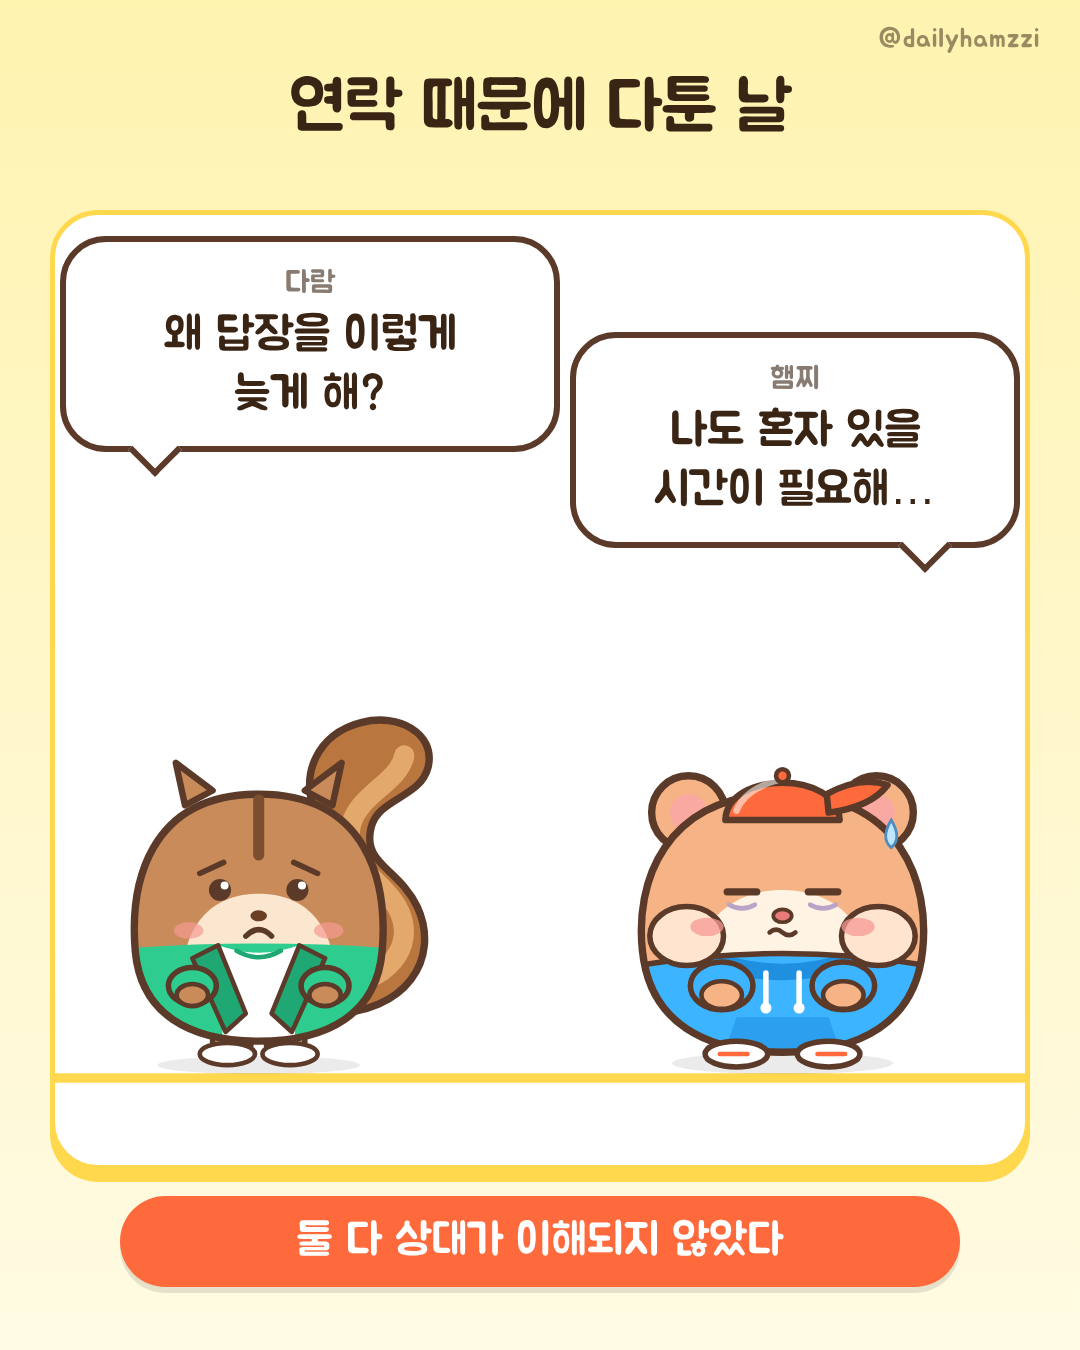 @dailyhamzzi
연락 때문에 다툰 날
다람
왜 답장을 이렇게
늦게 해?
햄찌
나도 혼자 있을
시간이 필요해...
둘 다 상대가 이해되지 않았다